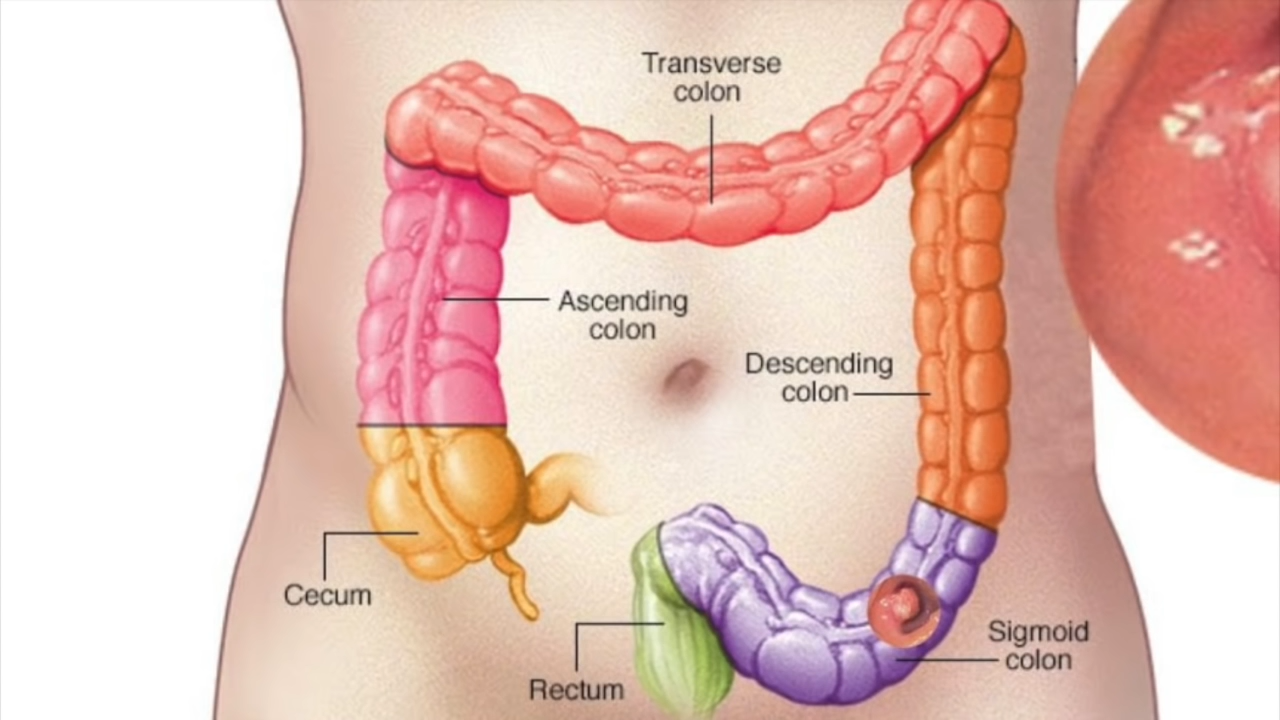 Transverse
colon
Ascending
colon
Descending
colon
Cecum
Sigmoid
colon
Rectum